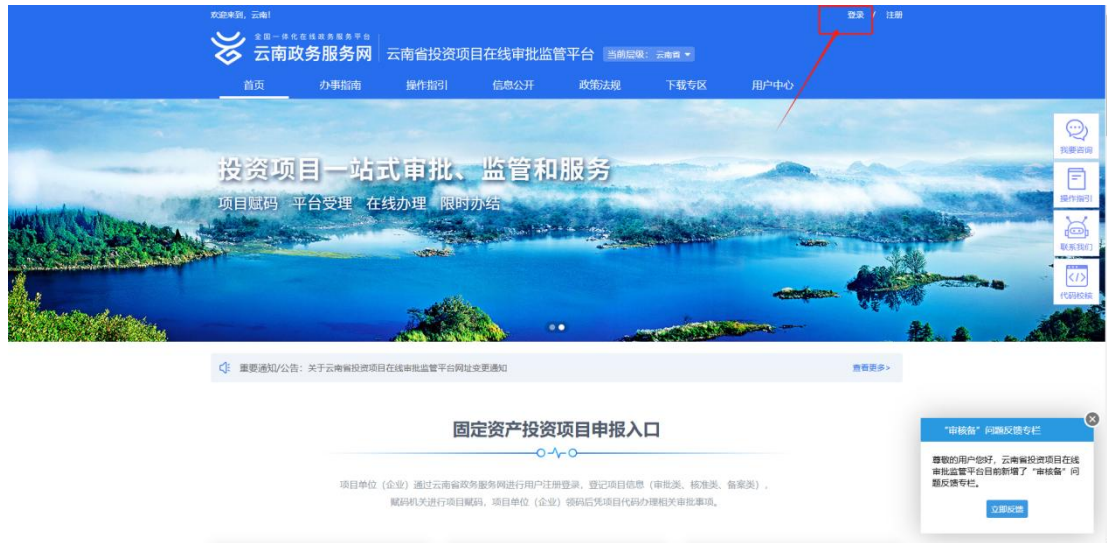 欢迎来到，云南！
登录 / 注册
全国一体化在线政务服务平台
云南政务服务网 云南省投资项目在线审批监管平台 当前层级：云南省
首页 办事指南 操作指引 信息公开 政策法规 下载专区 用户中心
投资项目一站式审批、监管和服务
项目赋码 平台受理 在线办理 限时办结
我要咨询
操作指引
联系我们
代码校核
重要通知/公告：关于云南省投资项目在线审批监管平台网址变更通知 查看更多>
固定资产投资项目申报入口
项目单位（企业）通过云南省政务服务网进行用户注册登录，登记项目信息（审批类、核准类、备案类），
赋码机关进行项目赋码，项目单位（企业）领码后凭项目代码办理相关审批事项。
“审核备”问题反馈专栏
尊敬的用户您好，云南省投资项目在线
审批监管平台目前新增了“审核备”问
题反馈专栏。
立即反馈